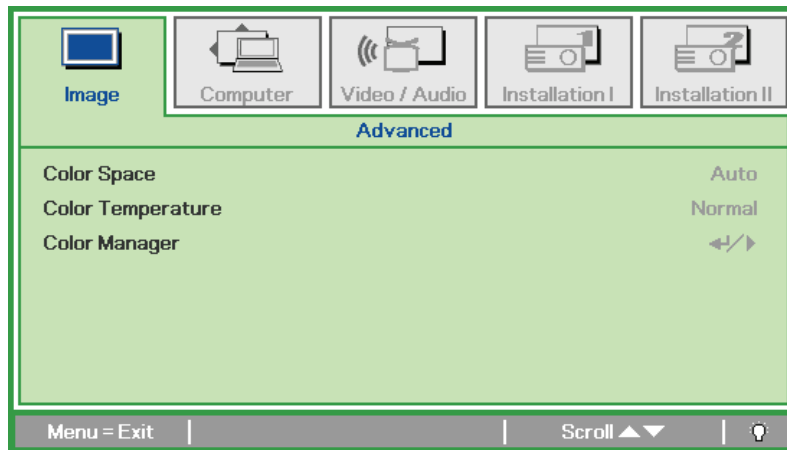 Image Computer Video / Audio Installation I Installation II
Advanced
Color Space Auto
Color Temperature Normal
Color Manager
Menu = Exit Scroll